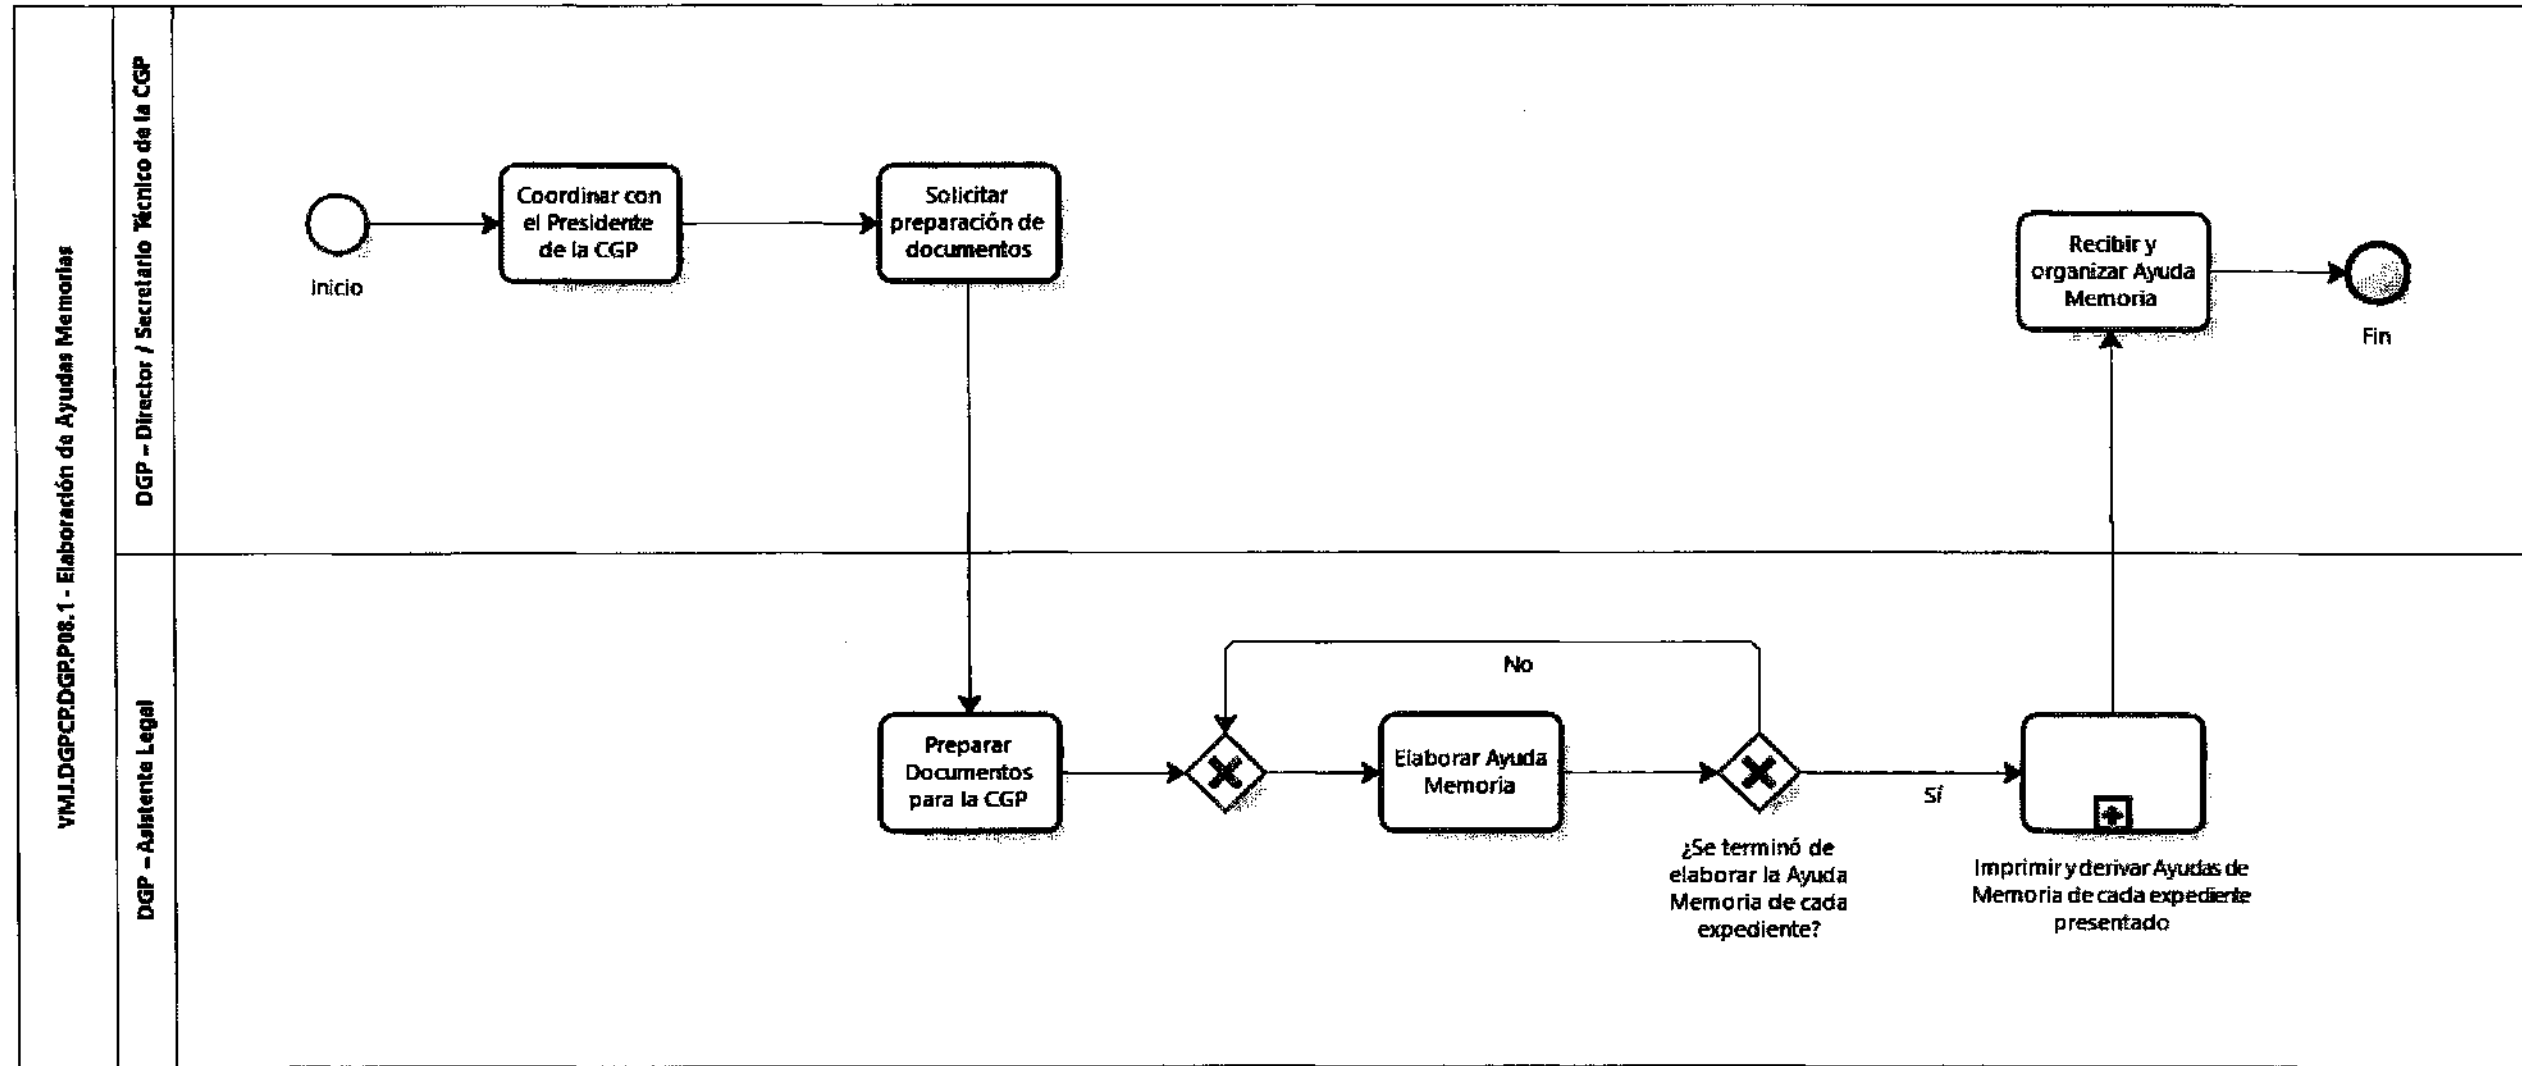 VMJ.DGPCP.DGP.P08.1 - Elaboración de Ayudas Memorias
DGP – Director / Secretario Técnico de la CGP
Inicio
Coordinar con
el Presidente
de la CGP
Solicitar
preparación de
documentos
Recibir y
organizar Ayuda
Memoria
Fin
DGP – Asistente Legal
Preparar
Documentos
para la CGP
No
Elaborar Ayuda
Memoria
¿Se terminó de
elaborar la Ayuda
Memoria de cada
expediente?
Sí
Imprimir y derivar Ayudas de
Memoria de cada expediente
presentado